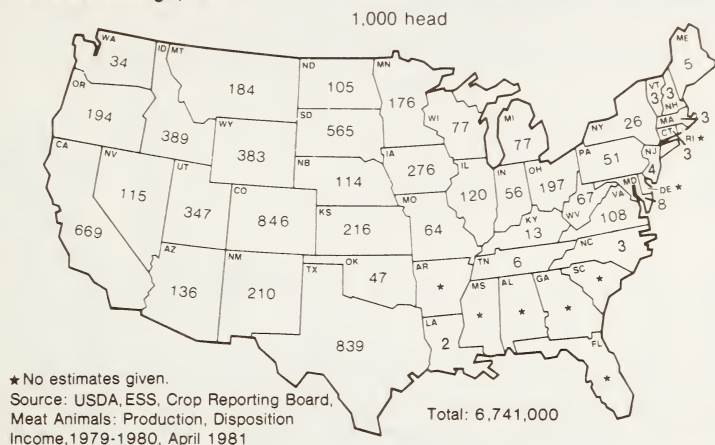 1,000 head
WA
34
ID
MT
184
ND
105
MN
176
ME
5
OR
194
389
WY
383
SD
565
WI
77
MI
77
NY
26
VT
3
NH
3
MA
3
CT
3
RI ★
CA
669
NV
115
UT
347
CO
846
NB
114
IA
276
IL
120
IN
56
OH
197
PA
51
NJ
4
MD
8
DE ★
KS
216
MO
64
KY
13
WV
67
VA
108
AZ
136
NM
210
TX
839
OK
47
AR
★
TN
6
NC
3
SC
★
MS
★
AL
★
GA
★
LA
2
FL
★
★ No estimates given.
Source: USDA, ESS, Crop Reporting Board,
Meat Animals: Production, Disposition
Income, 1979-1980, April 1981
Total: 6,741,000